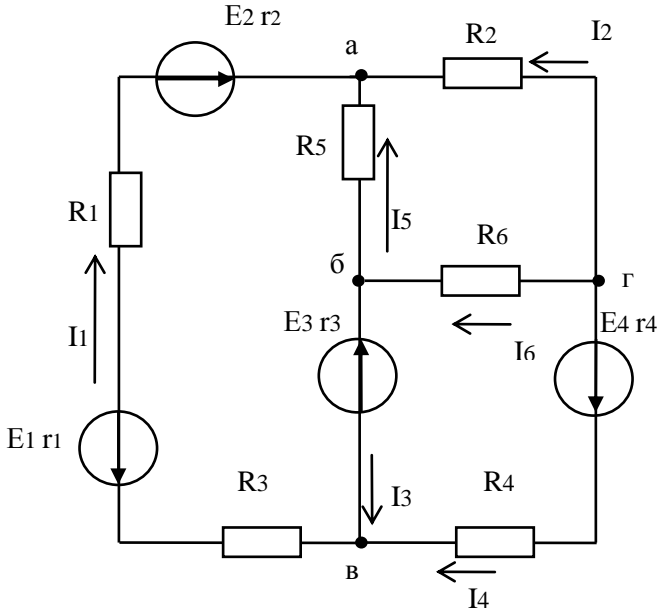 E2 r2
а
R2
I2
R5
R1
I5
R6
б
г
I1
E3 r3
I6
E4 r4
E1 r1
R3
I3
R4
в
I4